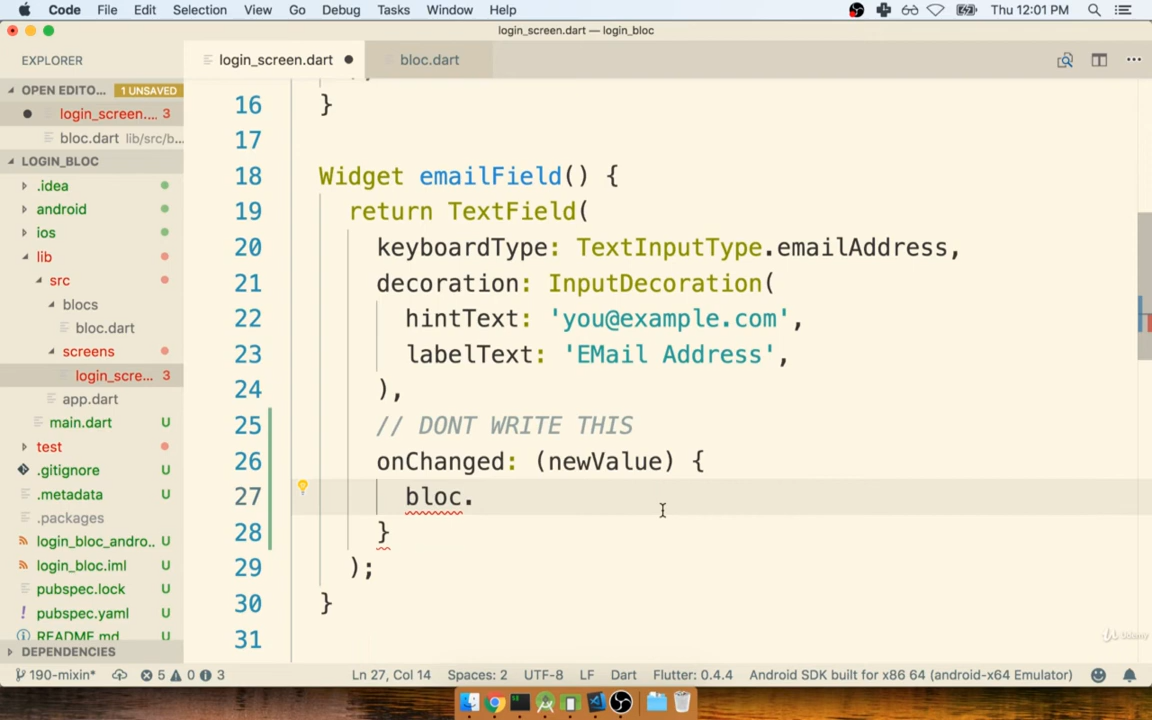 Code File Edit Selection View Go Debug Tasks Window Help Thu 12:01 PM
login_screen.dart — login_bloc
EXPLORER
login_screen.dart
bloc.dart
OPEN EDITO... 1 UNSAVED
login_screen.... 3
bloc.dart lib/src/b...
LOGIN_BLOC
.idea
android
ios
lib
src
blocs
bloc.dart
screens
login_scre... 3
app.dart
main.dart U
test
.gitignore U
.metadata U
.packages
login_bloc_andro... U
login_bloc.iml U
pubspec.lock U
pubspec.yaml U
README.md U
DEPENDENCIES
16 }
17
18 Widget emailField() {
19 return TextField(
20 keyboardType: TextInputType.emailAddress,
21 decoration: InputDecoration(
22 hintText: 'you@example.com',
23 labelText: 'EMail Address',
24 ),
25 // DONT WRITE THIS
26 onChanged: (newValue) {
27 bloc.
28 }
29 );
30 }
31
Udemy
190-mixin* 5 0 3 Ln 27, Col 14 Spaces: 2 UTF-8 LF Dart Flutter: 0.4.4 Android SDK built for x86 64 (android-x64 Emulator)